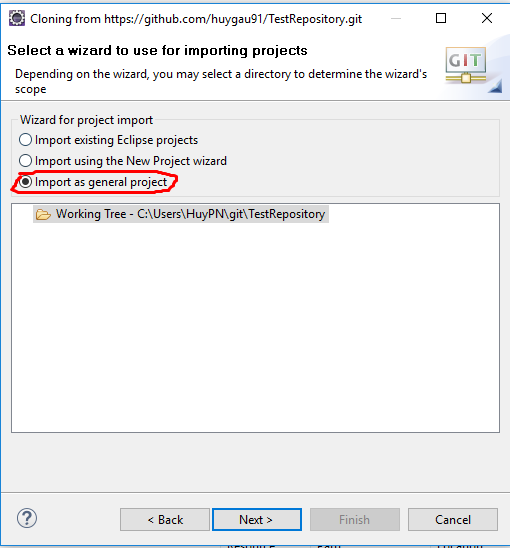 Cloning from https://github.com/huygau91/TestRepository.git
Select a wizard to use for importing projects
GIT
Depending on the wizard, you may select a directory to determine the wizard's
scope
Wizard for project import
Import existing Eclipse projects
Import using the New Project wizard
Import as general project
Working Tree - C:\Users\HuyPN\git\TestRepository
?
< Back
Next >
Finish
Cancel